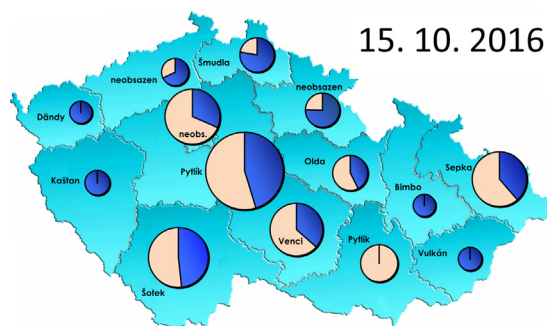 15. 10. 2016
Šmudla
neobsazen
neobsazen
Dändy
neobs.
Olda
Sepka
Pytlík
Kaštan
Bimbo
Venci
Pytlík
Vulkán
Šotek